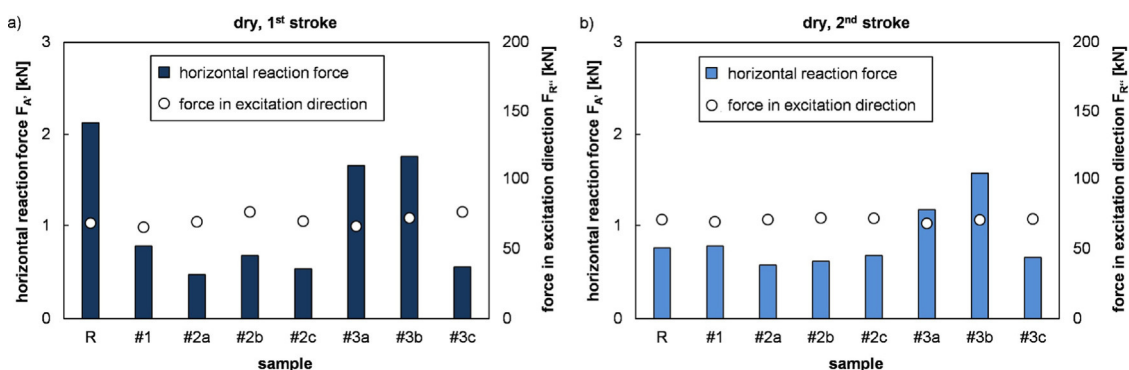 a)
dry, 1st stroke
horizontal reaction force FA' [kN]
3
2
1
0
horizontal reaction force
force in excitation direction
200
150
100
50
0
force in excitation direction FR'' [kN]
R #1 #2a #2b #2c #3a #3b #3c
sample
b)
dry, 2nd stroke
horizontal reaction force FA' [kN]
3
2
1
0
horizontal reaction force
force in excitation direction
200
150
100
50
0
force in excitation direction FR'' [kN]
R #1 #2a #2b #2c #3a #3b #3c
sample